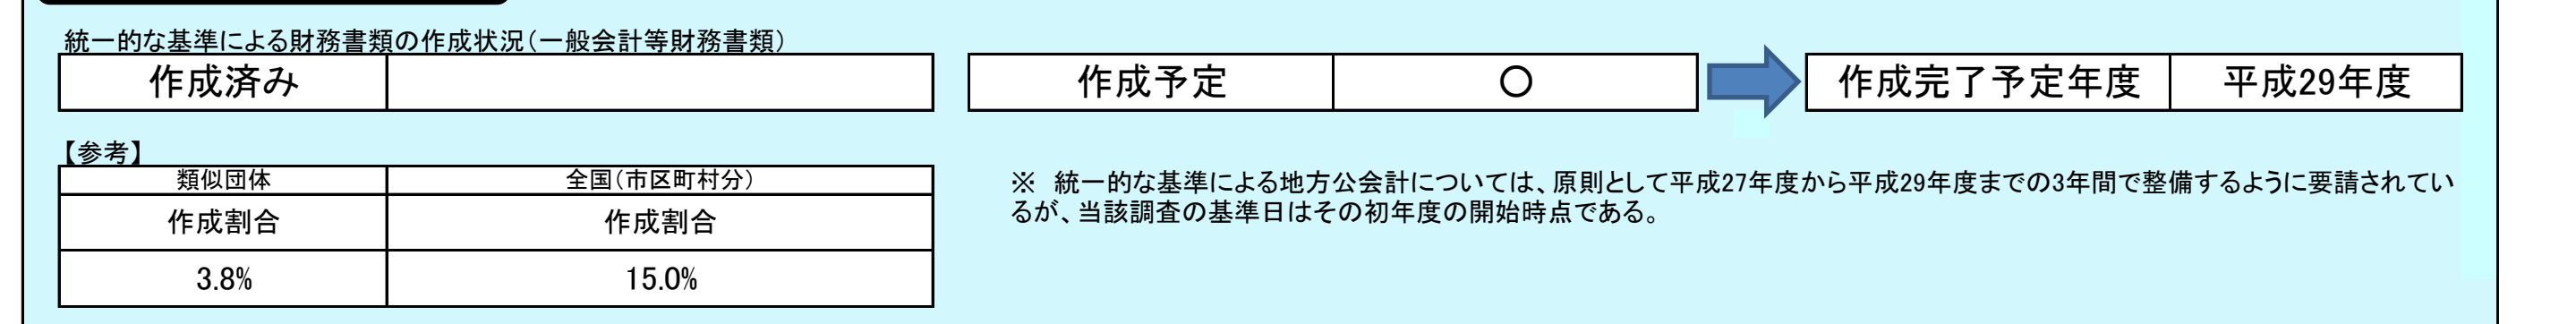 統一的な基準による財務書類の作成状況(一般会計等財務書類)
作成済み
作成予定 ○ 作成完了予定年度 平成29年度
【参考】
類似団体 全国(市区町村分)
作成割合 作成割合
3.8% 15.0%
※ 統一的な基準による地方公会計については、原則として平成27年度から平成29年度までの3年間で整備するように要請されてい
るが、当該調査の基準日はその初年度の開始時点である。